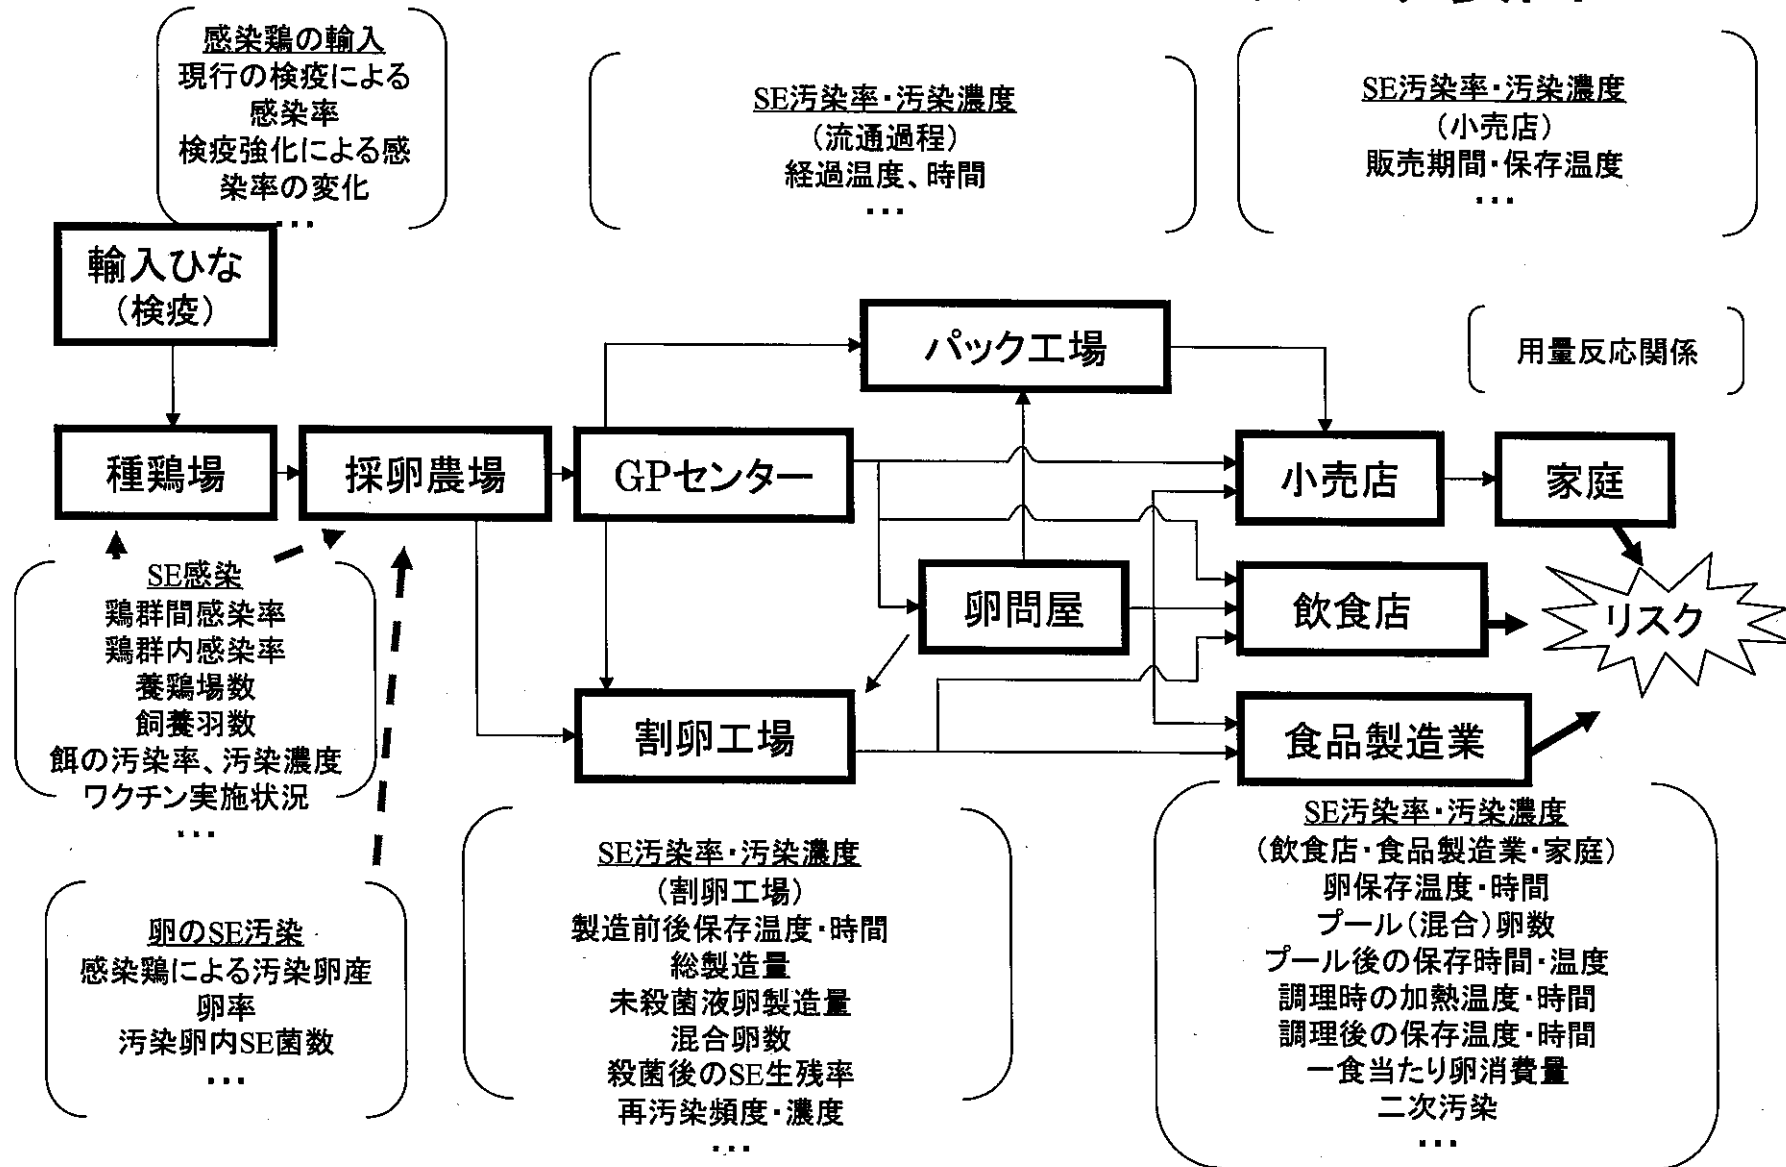 感染鶏の輸入
現行の検疫による
感染率
検疫強化による感
染率の変化
…
SE汚染率・汚染濃度
(流通過程)
経過温度、時間
…
SE汚染率・汚染濃度
(小売店)
販売期間・保存温度
…
輸入ひな
(検疫)
パック工場
用量反応関係
種鶏場
採卵農場
GPセンター
小売店
家庭
卵問屋
飲食店
リスク
割卵工場
食品製造業
SE感染
鶏群間感染率
鶏群内感染率
養鶏場数
飼養羽数
餌の汚染率、汚染濃度
ワクチン実施状況
…
卵のSE汚染
感染鶏による汚染卵産
卵率
汚染卵内SE菌数
…
SE汚染率・汚染濃度
(割卵工場)
製造前後保存温度・時間
総製造量
未殺菌液卵製造量
混合卵数
殺菌後のSE生残率
再汚染頻度・濃度
…
SE汚染率・汚染濃度
(飲食店・食品製造業・家庭)
卵保存温度・時間
プール(混合)卵数
プール後の保存時間・温度
調理時の加熱温度・時間
調理後の保存温度・時間
一食当たり卵消費量
二次汚染
…